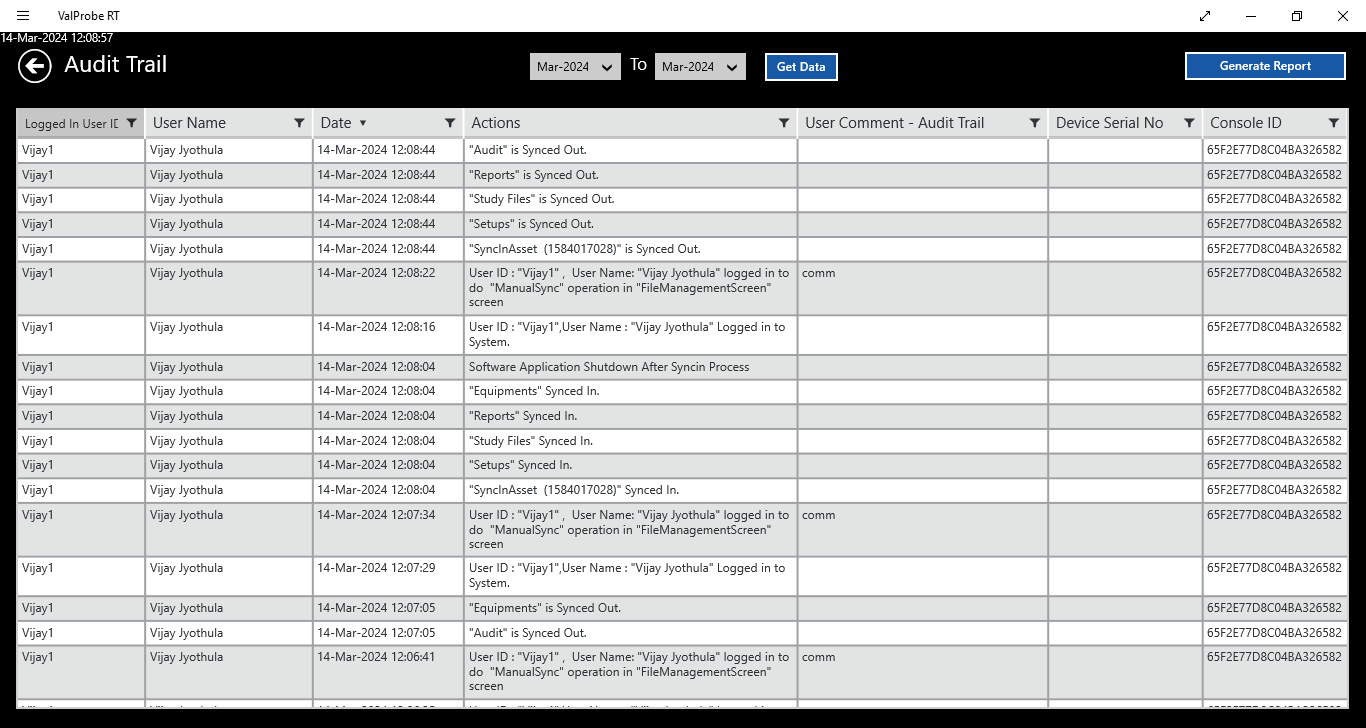 ValProbe RT
14-Mar-2024 12:08:57
Audit Trail
Mar-2024 To Mar-2024 Get Data Generate Report
Logged In User ID User Name Date Actions User Comment - Audit Trail Device Serial No Console ID
Vijay1 Vijay Jyothula 14-Mar-2024 12:08:44 "Audit" is Synced Out. 65F2E77D8C04BA326582
Vijay1 Vijay Jyothula 14-Mar-2024 12:08:44 "Reports" is Synced Out. 65F2E77D8C04BA326582
Vijay1 Vijay Jyothula 14-Mar-2024 12:08:44 "Study Files" is Synced Out. 65F2E77D8C04BA326582
Vijay1 Vijay Jyothula 14-Mar-2024 12:08:44 "Setups" is Synced Out. 65F2E77D8C04BA326582
Vijay1 Vijay Jyothula 14-Mar-2024 12:08:44 "SyncInAsset (1584017028)" is Synced Out. 65F2E77D8C04BA326582
Vijay1 Vijay Jyothula 14-Mar-2024 12:08:22 User ID : "Vijay1" , User Name: "Vijay Jyothula" logged in to comm 65F2E77D8C04BA326582
do "ManualSync" operation in "FileManagementScreen"
screen
Vijay1 Vijay Jyothula 14-Mar-2024 12:08:16 User ID : "Vijay1",User Name : "Vijay Jyothula" Logged in to 65F2E77D8C04BA326582
System.
Vijay1 Vijay Jyothula 14-Mar-2024 12:08:04 Software Application Shutdown After Syncin Process 65F2E77D8C04BA326582
Vijay1 Vijay Jyothula 14-Mar-2024 12:08:04 "Equipments" Synced In. 65F2E77D8C04BA326582
Vijay1 Vijay Jyothula 14-Mar-2024 12:08:04 "Reports" Synced In. 65F2E77D8C04BA326582
Vijay1 Vijay Jyothula 14-Mar-2024 12:08:04 "Study Files" Synced In. 65F2E77D8C04BA326582
Vijay1 Vijay Jyothula 14-Mar-2024 12:08:04 "Setups" Synced In. 65F2E77D8C04BA326582
Vijay1 Vijay Jyothula 14-Mar-2024 12:08:04 "SyncInAsset (1584017028)" Synced In. 65F2E77D8C04BA326582
Vijay1 Vijay Jyothula 14-Mar-2024 12:07:34 User ID : "Vijay1" , User Name: "Vijay Jyothula" logged in to comm 65F2E77D8C04BA326582
do "ManualSync" operation in "FileManagementScreen"
screen
Vijay1 Vijay Jyothula 14-Mar-2024 12:07:29 User ID : "Vijay1",User Name : "Vijay Jyothula" Logged in to 65F2E77D8C04BA326582
System.
Vijay1 Vijay Jyothula 14-Mar-2024 12:07:05 "Equipments" is Synced Out. 65F2E77D8C04BA326582
Vijay1 Vijay Jyothula 14-Mar-2024 12:07:05 "Audit" is Synced Out. 65F2E77D8C04BA326582
Vijay1 Vijay Jyothula 14-Mar-2024 12:06:41 User ID : "Vijay1" , User Name: "Vijay Jyothula" logged in to comm 65F2E77D8C04BA326582
do "ManualSync" operation in "FileManagementScreen"
screen